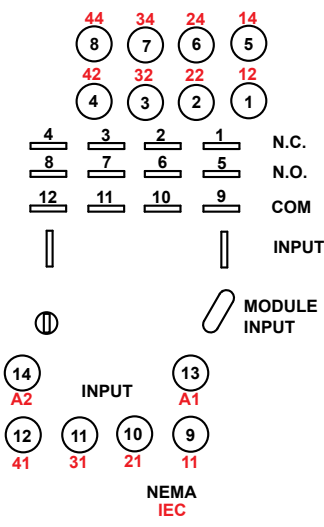 44 34 24 14
8 7 6 5
42 32 22 12
4 3 2 1
4 3 2 1 N.C.
8 7 6 5 N.O.
12 11 10 9 COM
INPUT
MODULE
INPUT
14 INPUT 13
A2 A1
12 11 10 9
41 31 21 11
NEMA
IEC